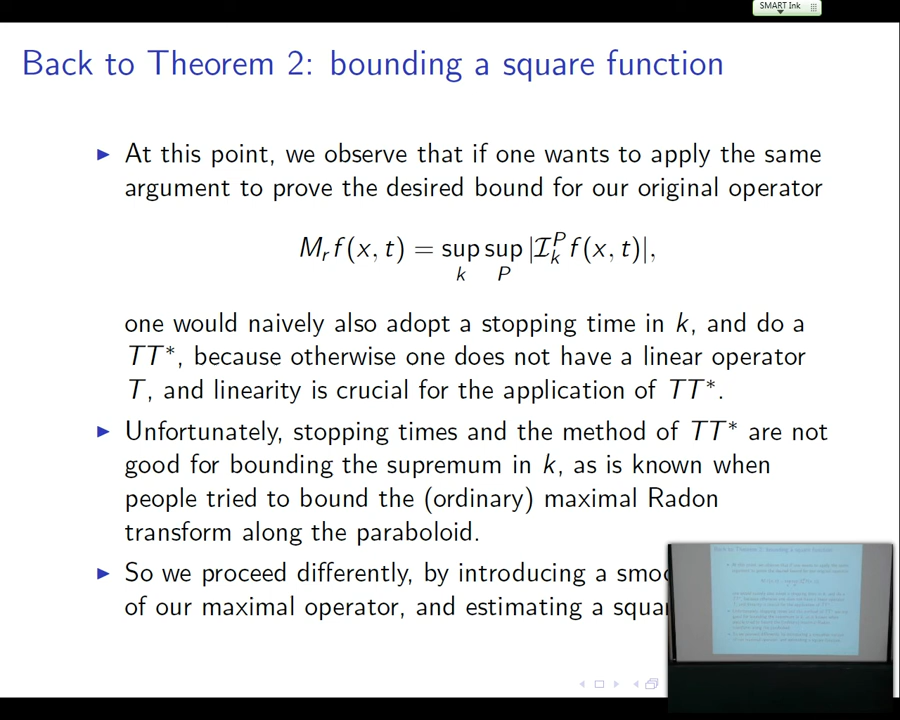 SMART Ink
Back to Theorem 2: bounding a square function
At this point, we observe that if one wants to apply the same
argument to prove the desired bound for our original operator
M_r f(x, t) = sup_k sup_P |I_k^P f(x, t)|,
one would naively also adopt a stopping time in k, and do a
TT*, because otherwise one does not have a linear operator
T, and linearity is crucial for the application of TT*.
Unfortunately, stopping times and the method of TT* are not
good for bounding the supremum in k, as is known when
people tried to bound the (ordinary) maximal Radon
transform along the paraboloid.
So we proceed differently, by introducing a
of our maximal operator, and estimating a